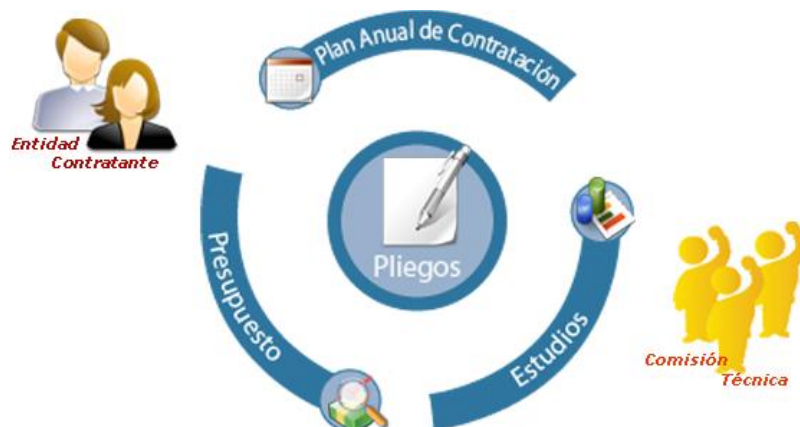 Plan Anual de Contratación
Entidad
Contratante
Pliegos
Presupuesto
Estudios
Comisión
Técnica